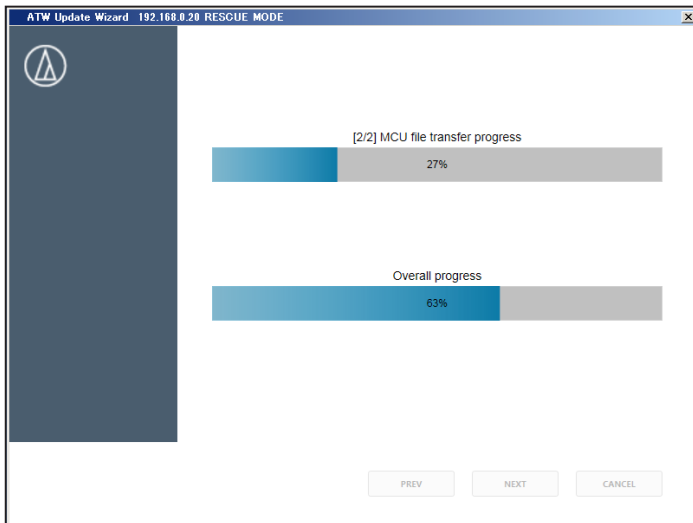 ATW Update Wizard 192.168.0.20 RESCUE MODE
[2/2] MCU file transfer progress
27%
Overall progress
63%
PREV NEXT CANCEL